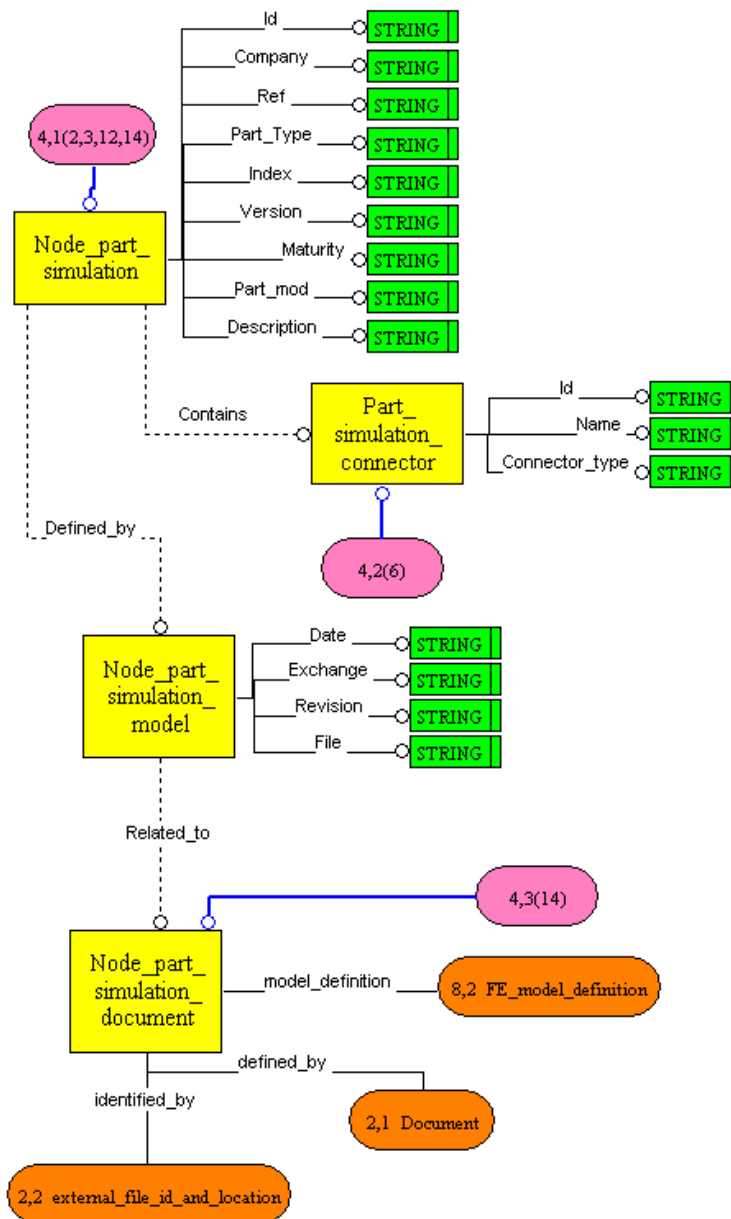 Id
STRING
Company
STRING
Ref
STRING
4,1(2,3,12,14)
Part_Type
STRING
Index
STRING
Version
STRING
Node_part_
simulation
Maturity
STRING
Part_mod
STRING
Description
STRING
Contains
Part_
simulation_
connector
Id
STRING
Name
STRING
Connector_type
STRING
Defined_by
4,2(6)
Node_part_
simulation_
model
Date
STRING
Exchange
STRING
Revision
STRING
File
STRING
Related_to
4,3(14)
Node_part_
simulation_
document
model_definition
8,2 FE_model_definition
defined_by
identified_by
2,1 Document
2,2 external_file_id_and_location